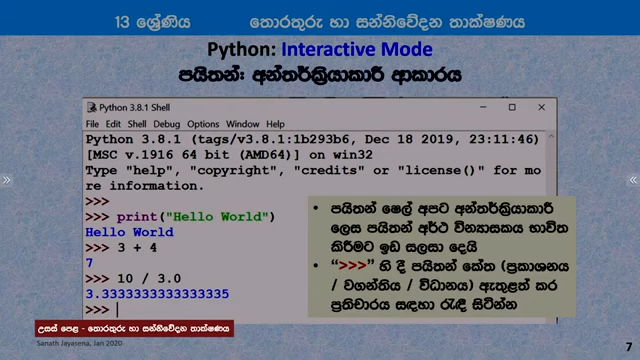 13 ශ්‍රේණිය තොරතුරු හා සන්නිවේදන තාක්ෂණය
Python: Interactive Mode
පයිතන්: අන්තර්ක්‍රියාකාරී ආකාරය
Python 3.8.1 Shell
File Edit Shell Debug Options Window Help
Python 3.8.1 (tags/v3.8.1:1b293b6, Dec 18 2019, 23:11:46)
[MSC v.1916 64 bit (AMD64)] on win32
Type "help", "copyright", "credits" or "license()" for mo
re information.
>>>
>>> print("Hello World")
Hello World
>>> 3 + 4
7
>>> 10 / 3.0
3.3333333333333335
>>>
• පයිතන් ෂෙල් අපට අන්තර්ක්‍රියාකාරී
ලෙස පයිතන් අර්ථ වින්‍යාසකය භාවිත
කිරීමට ඉඩ සලසා දෙයි
• “>>>” හි දී පයිතන් කේත (ප්‍රකාශනය
/ වගන්තිය / විධානය) ඇතුළත් කර
ප්‍රතිචාරය සඳහා රැඳී සිටින්න
උසස් පෙළ - තොරතුරු හා සන්නිවේදන තාක්ෂණය
Sanath Jayasena, Jan 2020
7